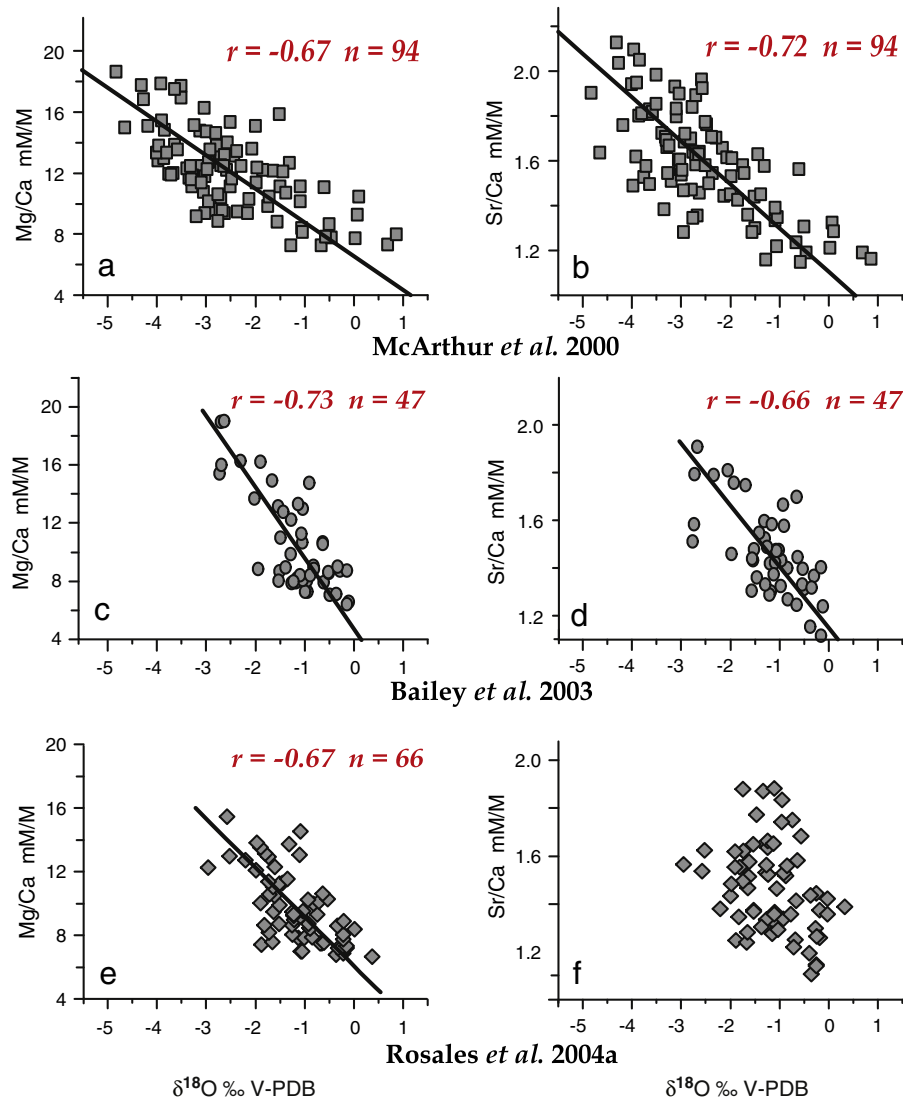 r = -0.67 n = 94
20
16
12
8
4
Mg/Ca mM/M
a
-5 -4 -3 -2 -1 0 1
r = -0.72 n = 94
2.0
1.6
1.2
Sr/Ca mM/M
b
-5 -4 -3 -2 -1 0 1
McArthur et al. 2000
r = -0.73 n = 47
20
16
12
8
4
Mg/Ca mM/M
c
-5 -4 -3 -2 -1 0 1
r = -0.66 n = 47
2.0
1.6
1.2
Sr/Ca mM/M
d
-5 -4 -3 -2 -1 0 1
Bailey et al. 2003
r = -0.67 n = 66
20
16
12
8
4
Mg/Ca mM/M
e
-5 -4 -3 -2 -1 0 1
2.0
1.6
1.2
Sr/Ca mM/M
f
-5 -4 -3 -2 -1 0 1
Rosales et al. 2004a
δ¹⁸O ‰ V-PDB
δ¹⁸O ‰ V-PDB